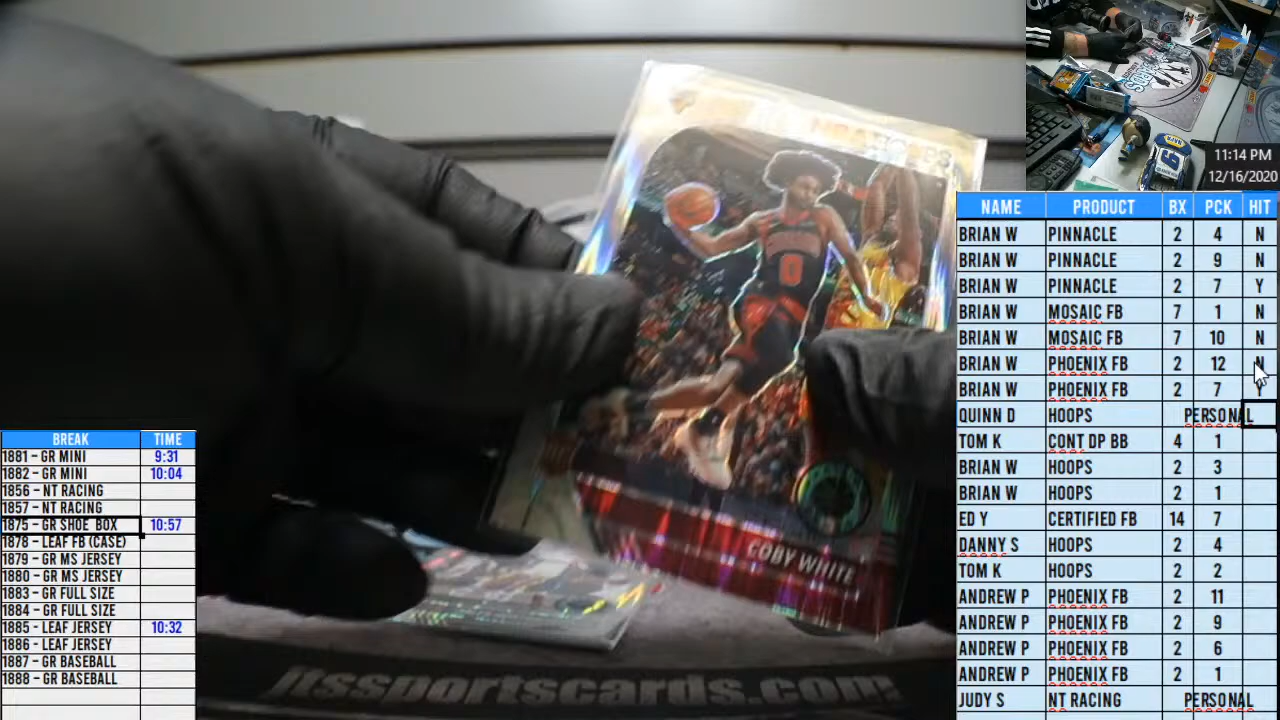 11:14 PM
12/16/2020
NAME PRODUCT BX PCK HIT
BRIAN W PINNACLE 2 4 N
BRIAN W PINNACLE 2 9 N
BRIAN W PINNACLE 2 7 Y
BRIAN W MOSAIC FB 7 1 N
BRIAN W MOSAIC FB 7 10 N
BRIAN W PHOENIX FB 2 12 N
BRIAN W PHOENIX FB 2 7 Y
QUINN D HOOPS PERSONAL
TOM K CONT DP BB 4 1
BRIAN W HOOPS 2 3
BRIAN W HOOPS 2 1
ED Y CERTIFIED FB 14 7
DANNY S HOOPS 2 4
TOM K HOOPS 2 2
ANDREW P PHOENIX FB 2 11
ANDREW P PHOENIX FB 2 9
ANDREW P PHOENIX FB 2 6
ANDREW P PHOENIX FB 2 1
JUDY S NT RACING PERSONAL
BREAK TIME
1881 - GR MINI 9:31
1882 - GR MINI 10:04
1856 - NT RACING
1857 - NT RACING
1875 - GR SHOE BOX 10:57
1878 - LEAF FB (CASE)
1879 - GR MS JERSEY
1880 - GR MS JERSEY
1883 - GR FULL SIZE
1884 - GR FULL SIZE
1885 - LEAF JERSEY 10:32
1886 - LEAF JERSEY
1887 - GR BASEBALL
1888 - GR BASEBALL
0
COBY WHITE
jtsportscards.com
6